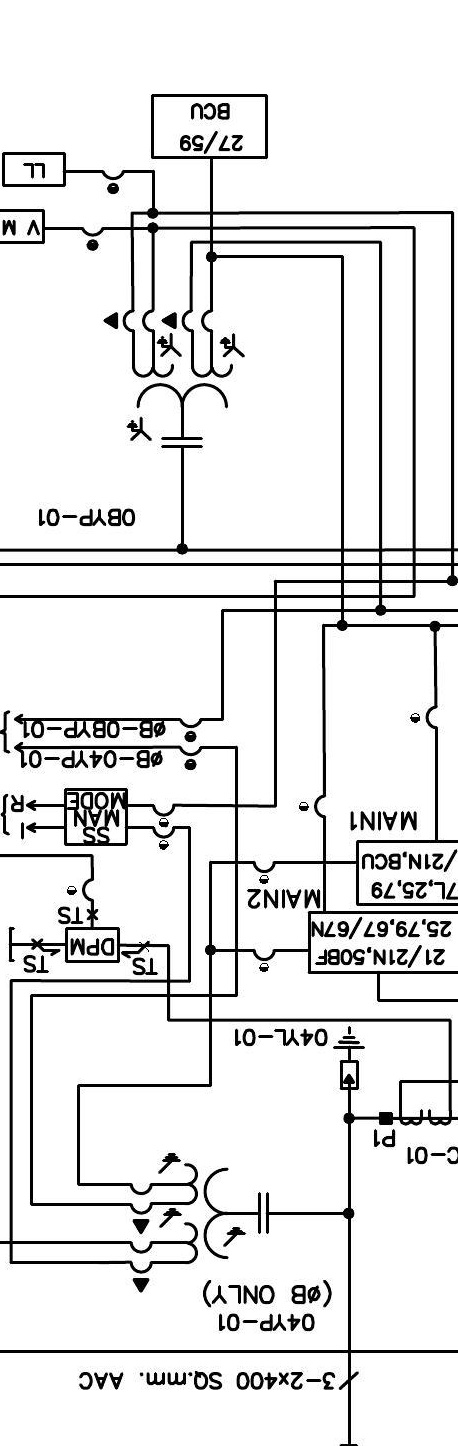 3-2x400 SQ.mm. AAC
04YP-01
(ØB ONLY)
C-01
P1
04YL-01
21/21N,50BF
25,79,67/67N
MAIN2
7L,25,79
/21N,BCU
MAIN1
TS
TS
DPM
TS
SS
MAN
MODE
I
R
ØB-04YP-01
ØB-0BYP-01
0BYP-01
V M
LL
27/59
BCU